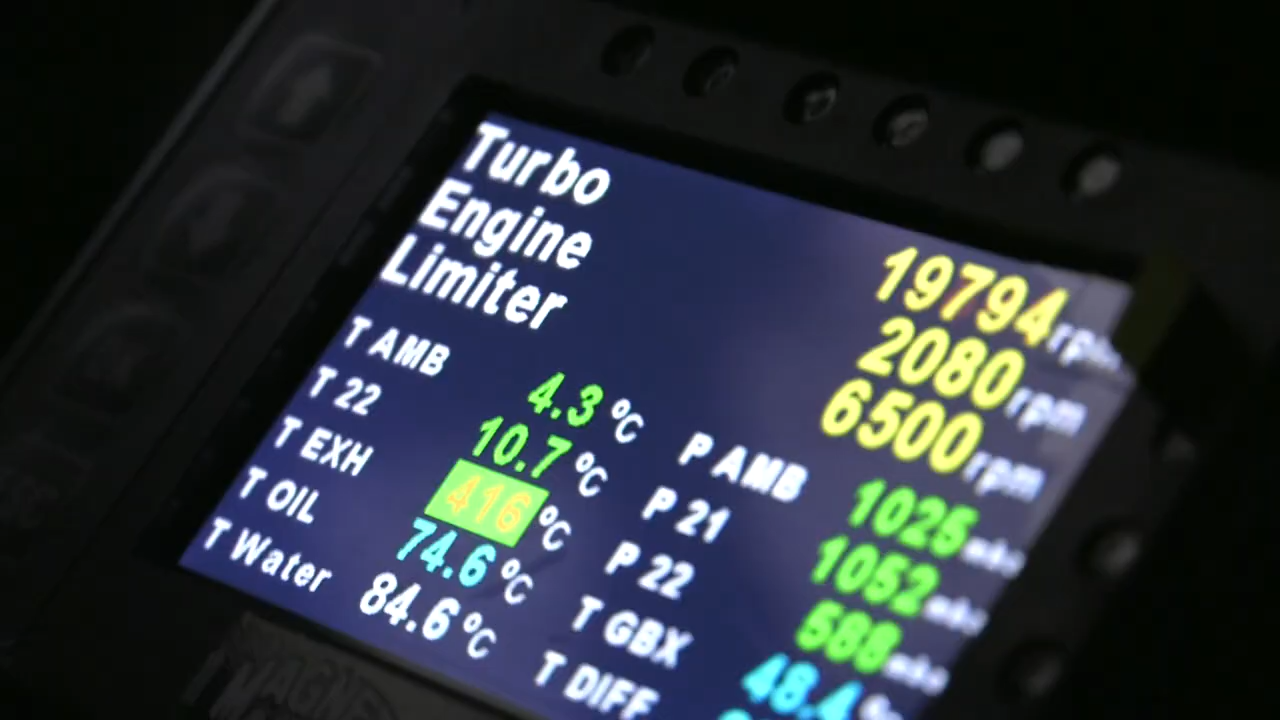 Turbo 19794 rpm
Engine 2080 rpm
Limiter 6500 rpm
T AMB 4.3 °C P AMB 1025
T 22 10.7 °C P 21 1052
T EXH 416 °C P 22 588
T OIL 74.6 °C T GBX 48.4
T Water 84.6 °C T DIFF